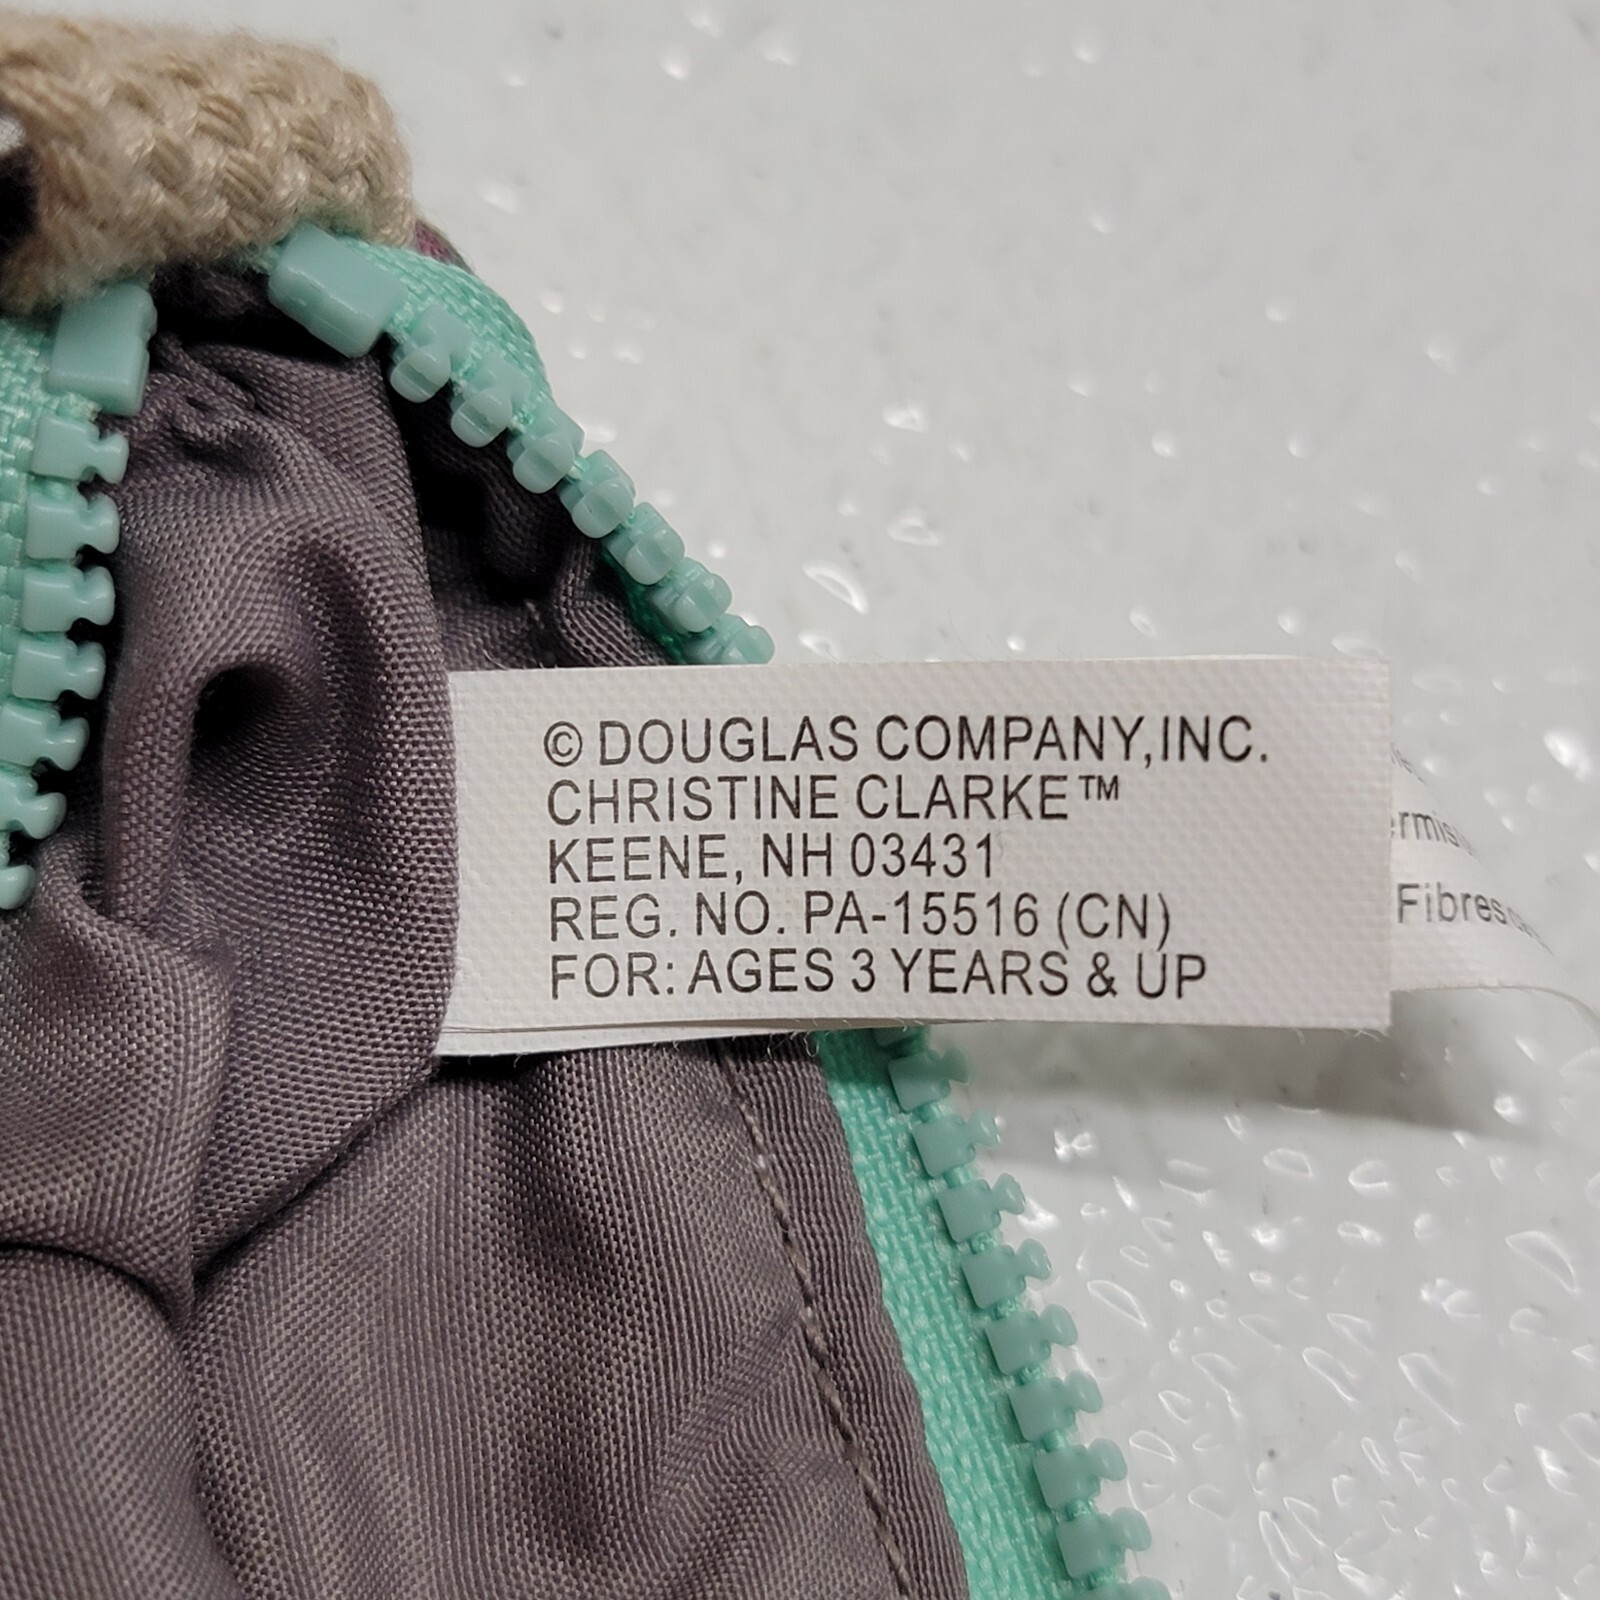 © DOUGLAS COMPANY,INC.
CHRISTINE CLARKE™
KEENE, NH 03431
REG. NO. PA-15516 (CN)
FOR: AGES 3 YEARS & UP
Fibres